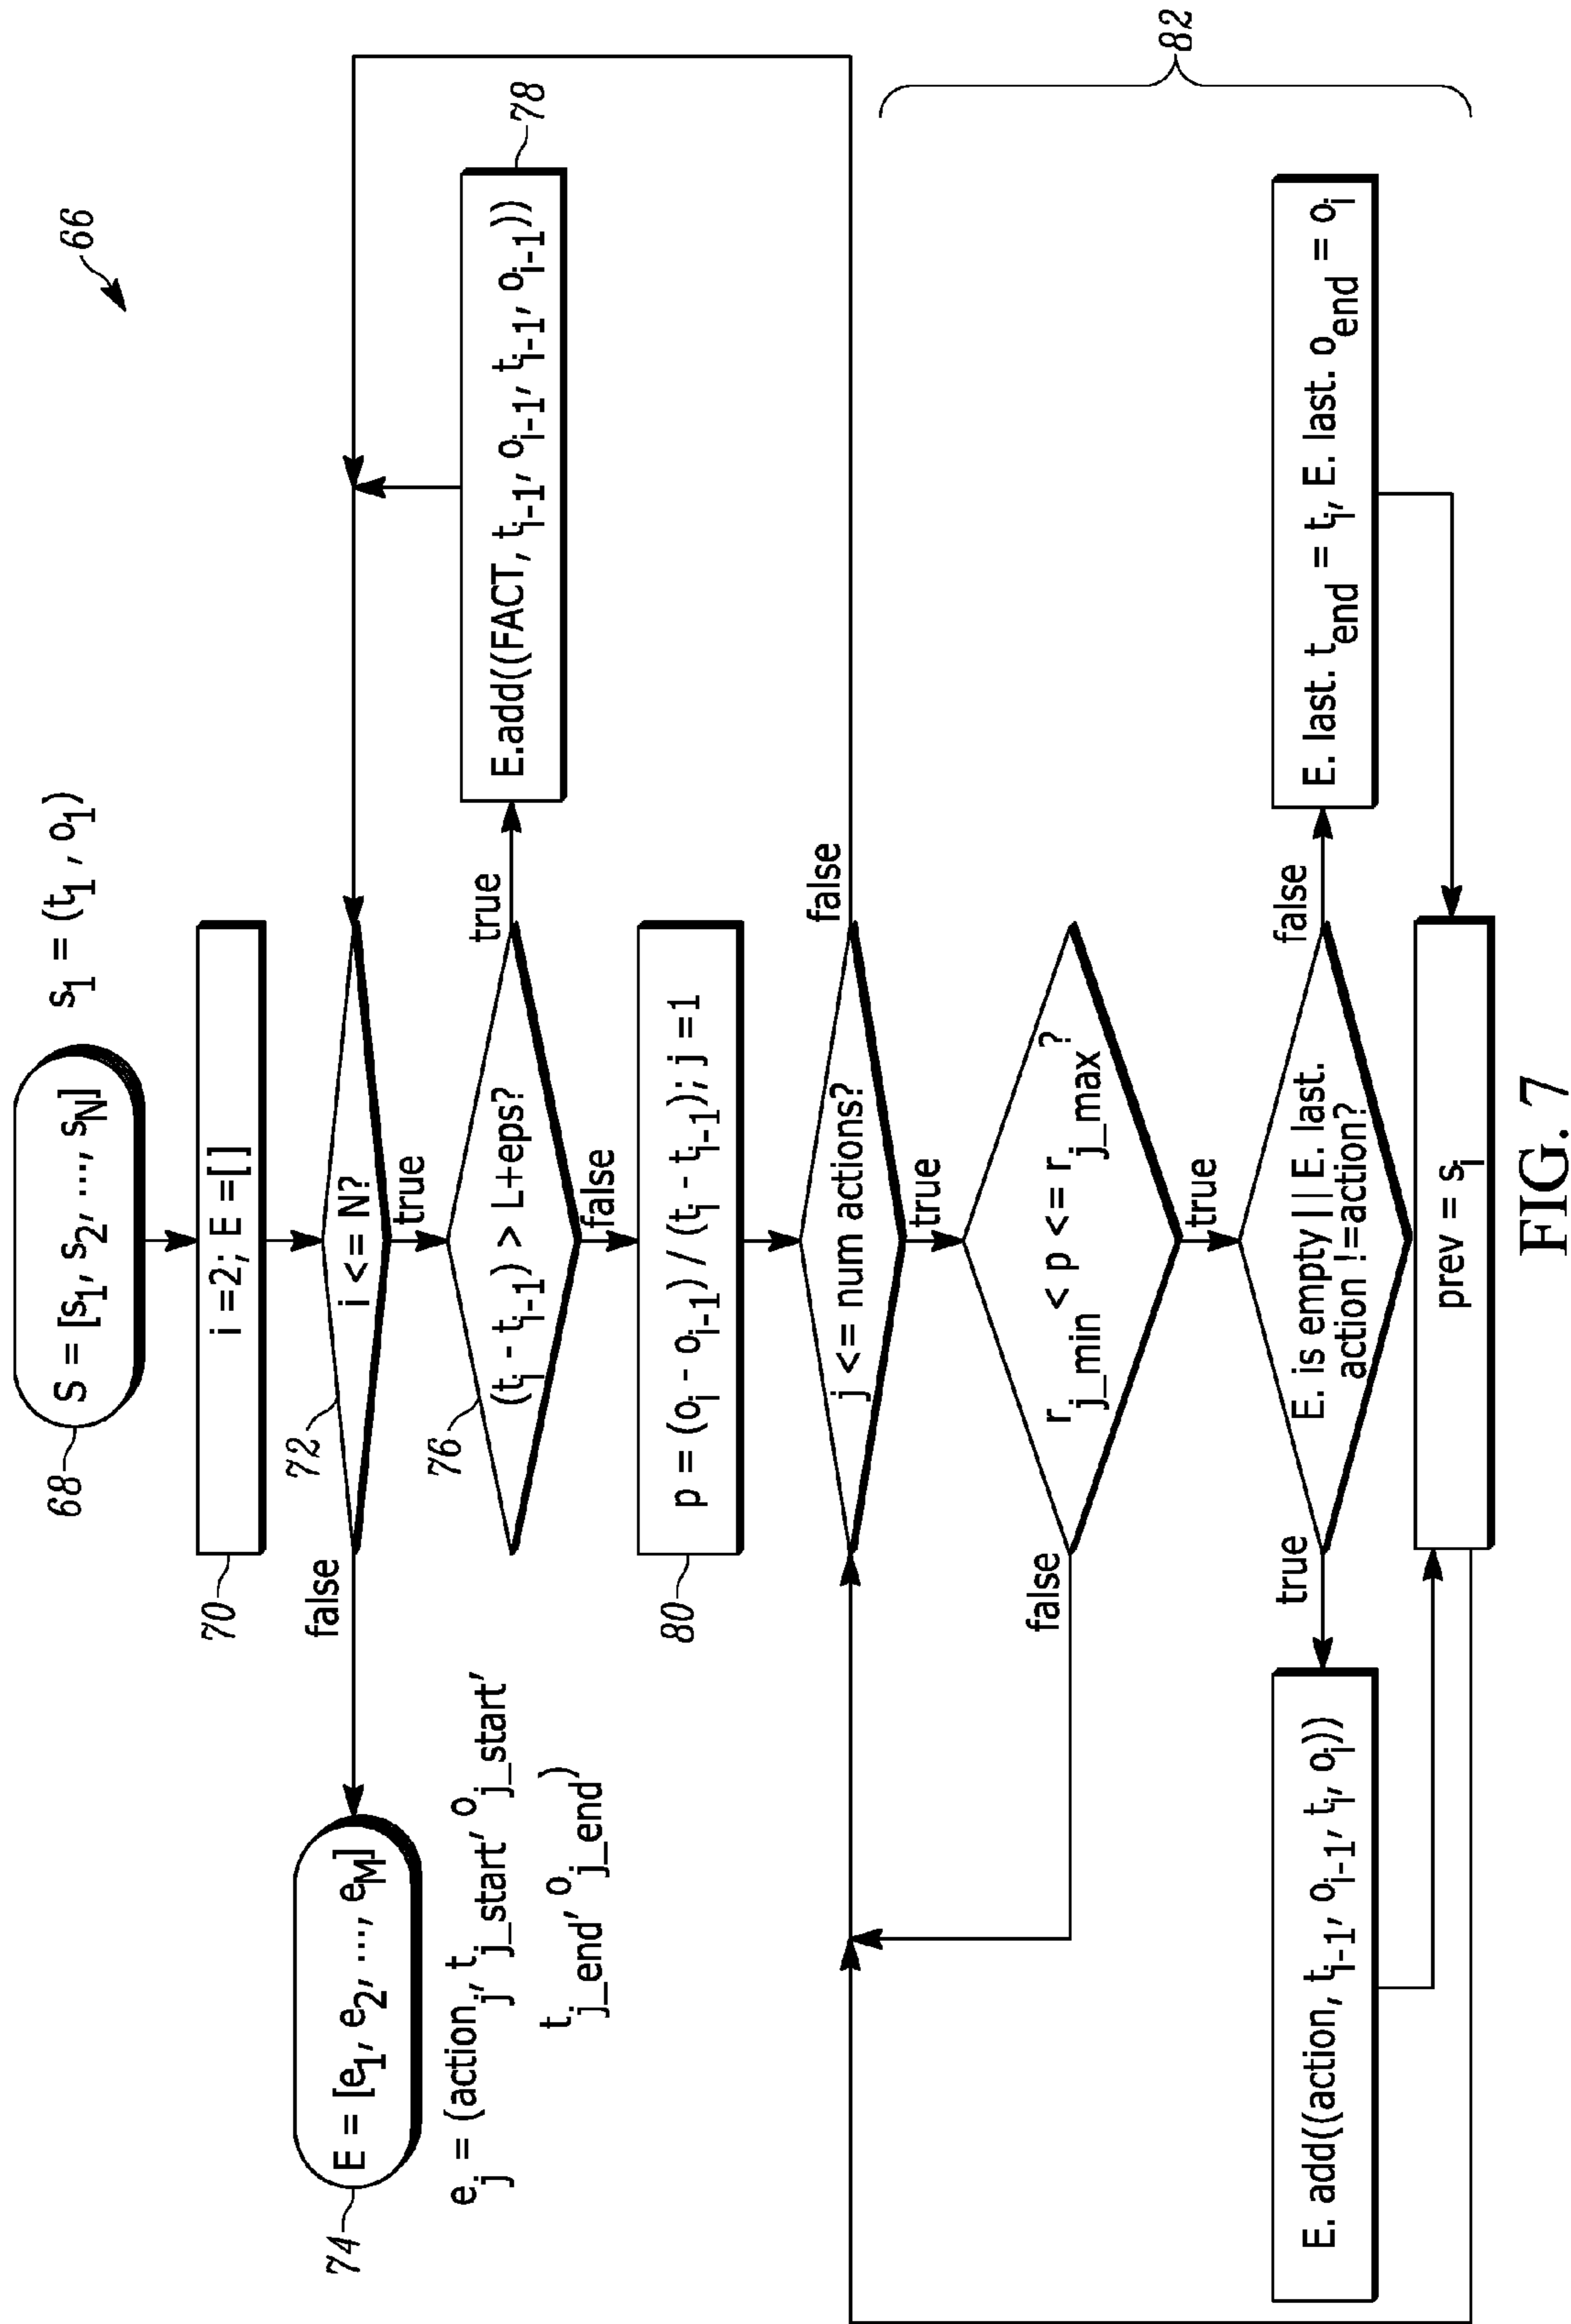 66
S = [s1, s2, ..., sN]
s1 = (t1, o1)
68
i =2; E =[]
70
i <= N?
72
false
true
E = [e1, e2, ..., eM]
74
ej = (actionj, tj_start, oj_start,
tj_end, oj_end)
(ti - ti-1) > L+eps?
76
true
false
E.add((FACT, ti-1, oi-1, ti-1, oi-1))
78
p = (oi - oi-1) / (ti - ti-1); j =1
80
j <= num actions?
false
true
rj_min < p <= rj_max?
false
true
82
E. is empty || E. last.
action !=action?
true
false
E. add((action, ti-1, oi-1, ti, oi))
E. last. tend = ti, E. last. oend = oi
prev = si
FIG. 7